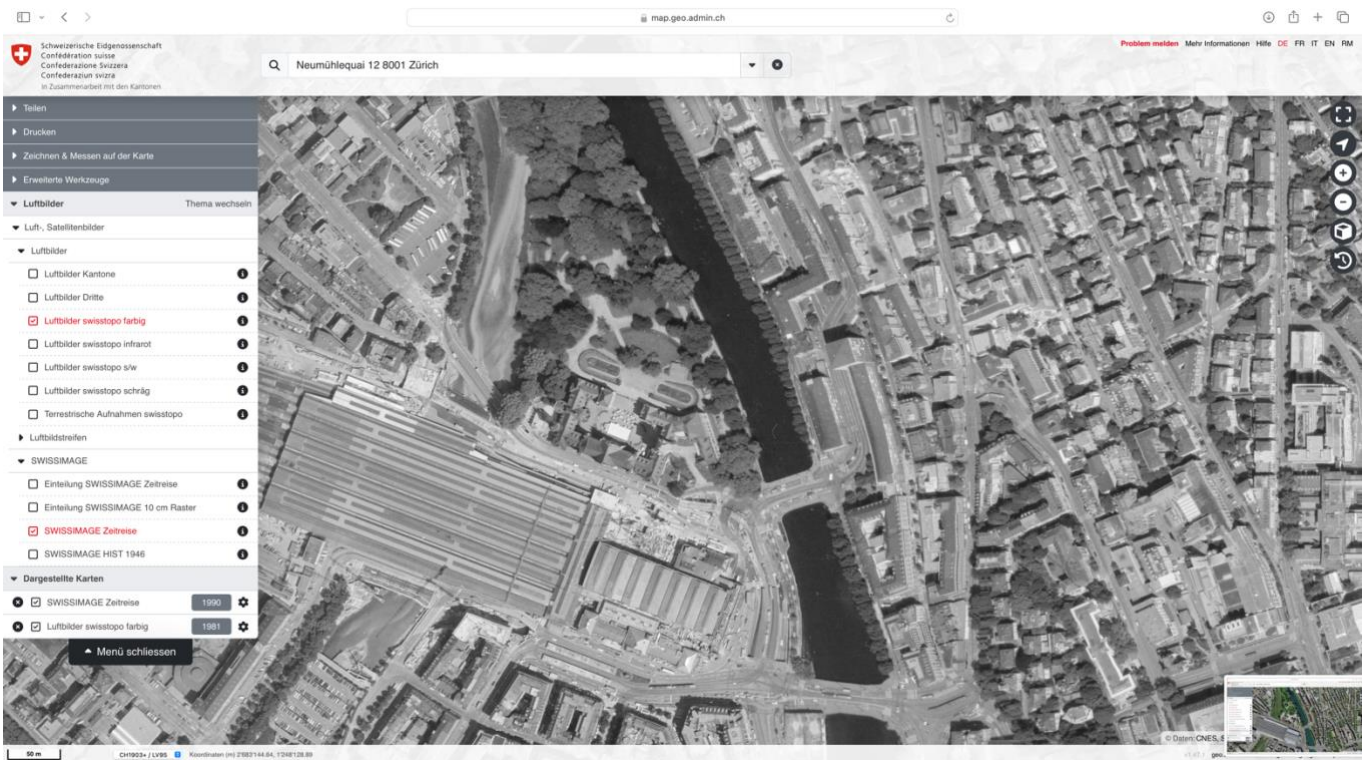 map.geo.admin.ch
Schweizerische Eidgenossenschaft
Confédération suisse
Confederazione Svizzera
Confederaziun svizra
In Zusammenarbeit mit den Kantonen
Neumühlequai 12 8001 Zürich
Problem melden Mehr Informationen Hilfe DE FR IT EN RM
Teilen
Drucken
Zeichnen & Messen auf der Karte
Erweiterte Werkzeuge
Luftbilder Thema wechseln
Luft-, Satellitenbilder
Luftbilder
Luftbilder Kantone
Luftbilder Dritte
Luftbilder swisstopo farbig
Luftbilder swisstopo infrarot
Luftbilder swisstopo s/w
Luftbilder swisstopo schräg
Terrestrische Aufnahmen swisstopo
Luftbildstreifen
SWISSIMAGE
Einteilung SWISSIMAGE Zeitreise
Einteilung SWISSIMAGE 10 cm Raster
SWISSIMAGE Zeitreise
SWISSIMAGE HIST 1946
Dargestellte Karten
SWISSIMAGE Zeitreise 1990
Luftbilder swisstopo farbig 1981
Menü schliessen
© Daten: CNES, S
50 m CH1903+ / LV95 Koordinaten (m) 2'683'144.84, 1'248'128.89